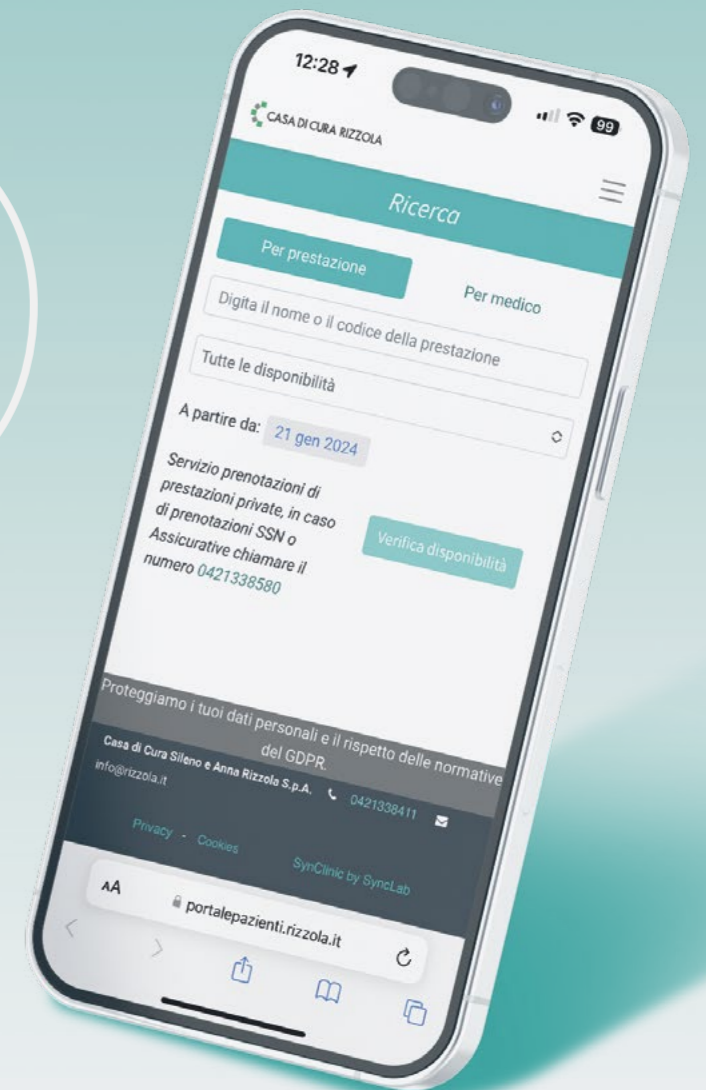 12:28
99
CASA DI CURA RIZZOLA
Ricerca
Per prestazione
Per medico
Digita il nome o il codice della prestazione
Tutte le disponibilità
A partire da: 21 gen 2024
Servizio prenotazioni di
prestazioni private, in caso
di prenotazioni SSN o
Assicurative chiamare il
numero 0421338580
Verifica disponibilità
Proteggiamo i tuoi dati personali e il rispetto delle normative
del GDPR.
Casa di Cura Sileno e Anna Rizzola S.p.A. 0421338411
info@rizzola.it
Privacy - Cookies
SynClinic by SyncLab
AA portalepazienti.rizzola.it